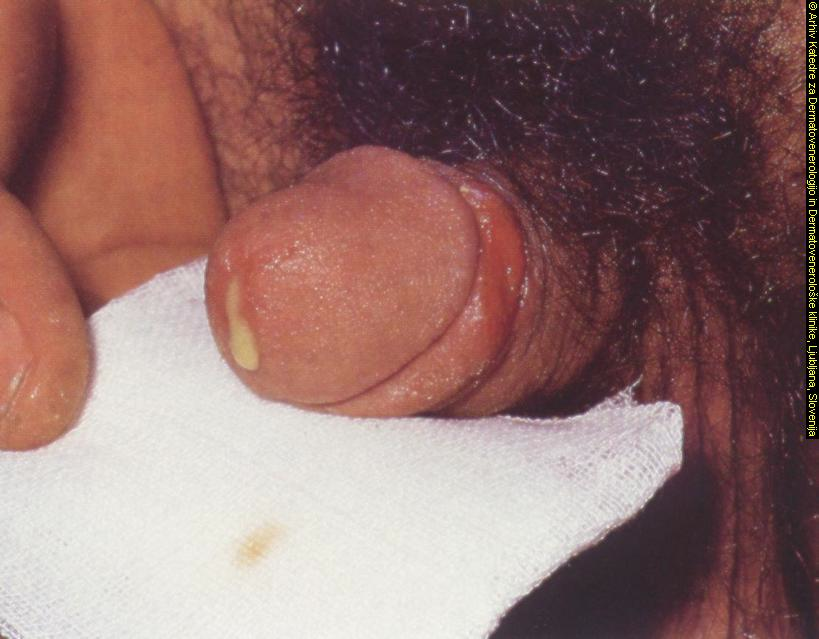 © Arhiv Katedre za Dermatovenerologijo in Dermatovenerološke klinike, Ljubljana, Slovenija